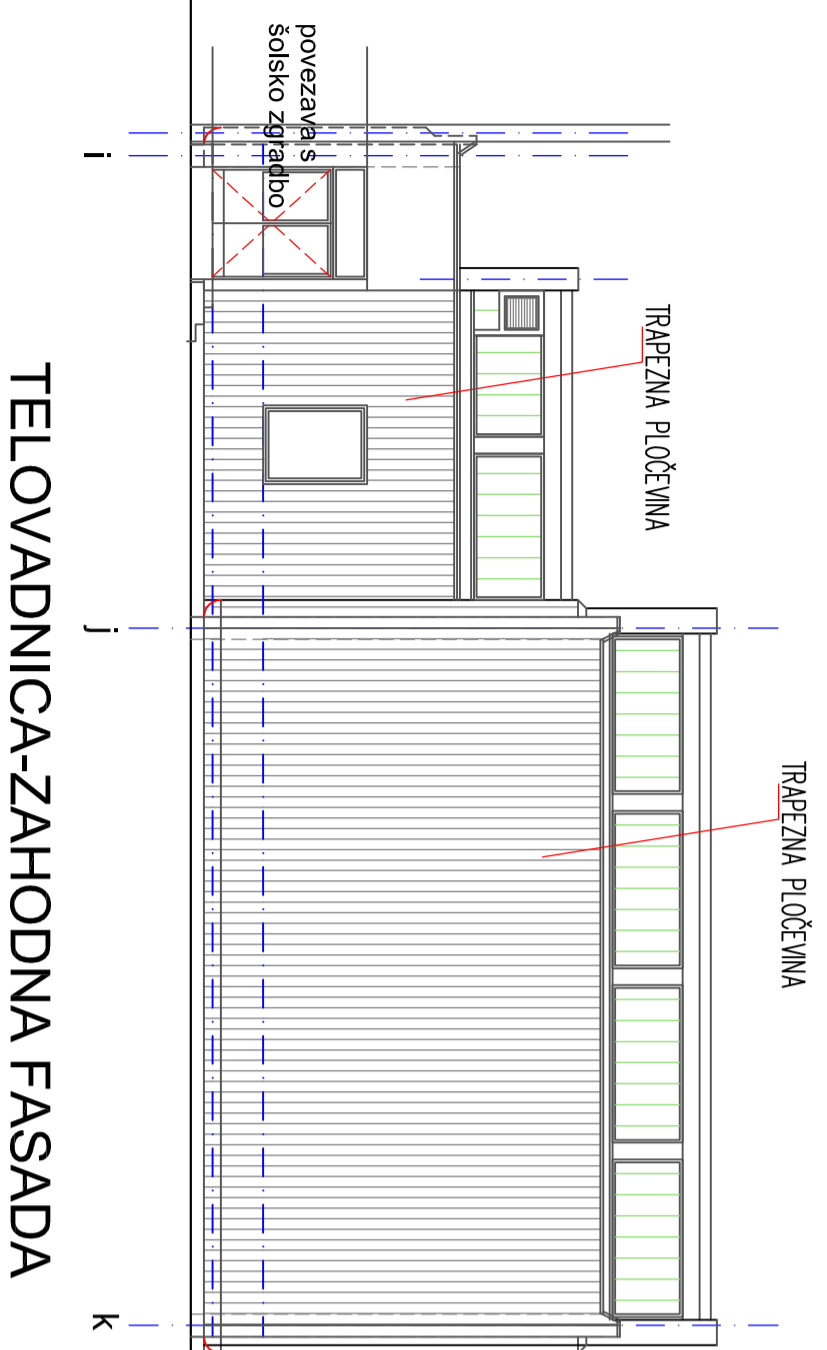 povezava s
šolsko zgradbo
TRAPEZNA PLOČEVINA
TRAPEZNA PLOČEVINA
i
j
k
TELOVADNICA-ZAHODNA FASADA